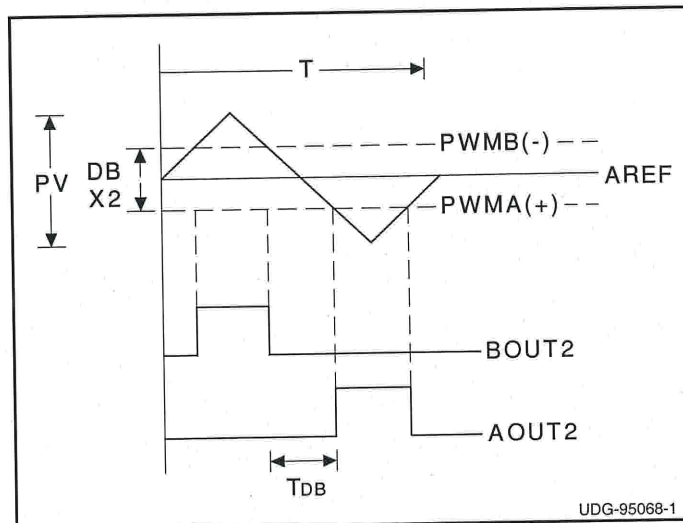 T
PWMB(-)
DB
X2
PV
AREF
PWMA(+)
BOUT2
AOUT2
TDB
UDG-95068-1